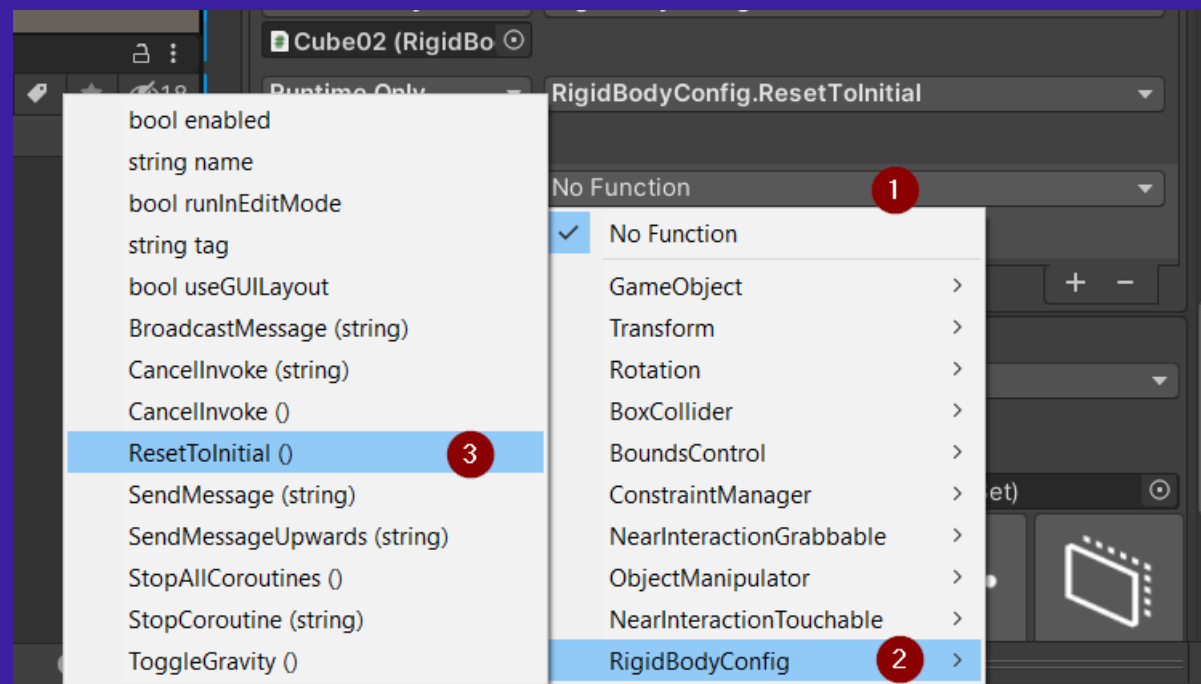 Cube02 (RigidBo
18
Runtime Only
RigidBodyConfig.ResetToInitial
No Function
1
bool enabled
string name
bool runInEditMode
string tag
bool useGUILayout
BroadcastMessage (string)
CancelInvoke (string)
CancelInvoke ()
ResetToInitial ()
3
SendMessage (string)
SendMessageUpwards (string)
StopAllCoroutines ()
StopCoroutine (string)
ToggleGravity ()
No Function
GameObject
Transform
Rotation
BoxCollider
BoundsControl
ConstraintManager
NearInteractionGrabbable
ObjectManipulator
NearInteractionTouchable
RigidBodyConfig
2
et)